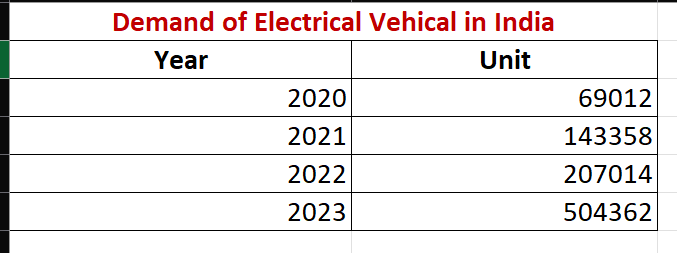 Demand of Electrical Vehical in India
Year Unit
2020 69012
2021 143358
2022 207014
2023 504362